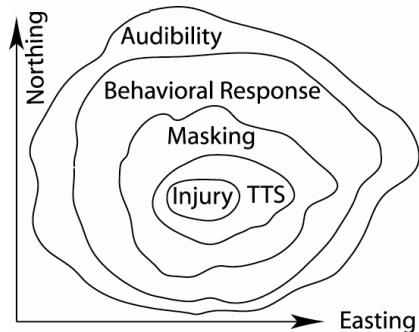 Northing
Audibility
Behavioral Response
Masking
Injury
TTS
Easting